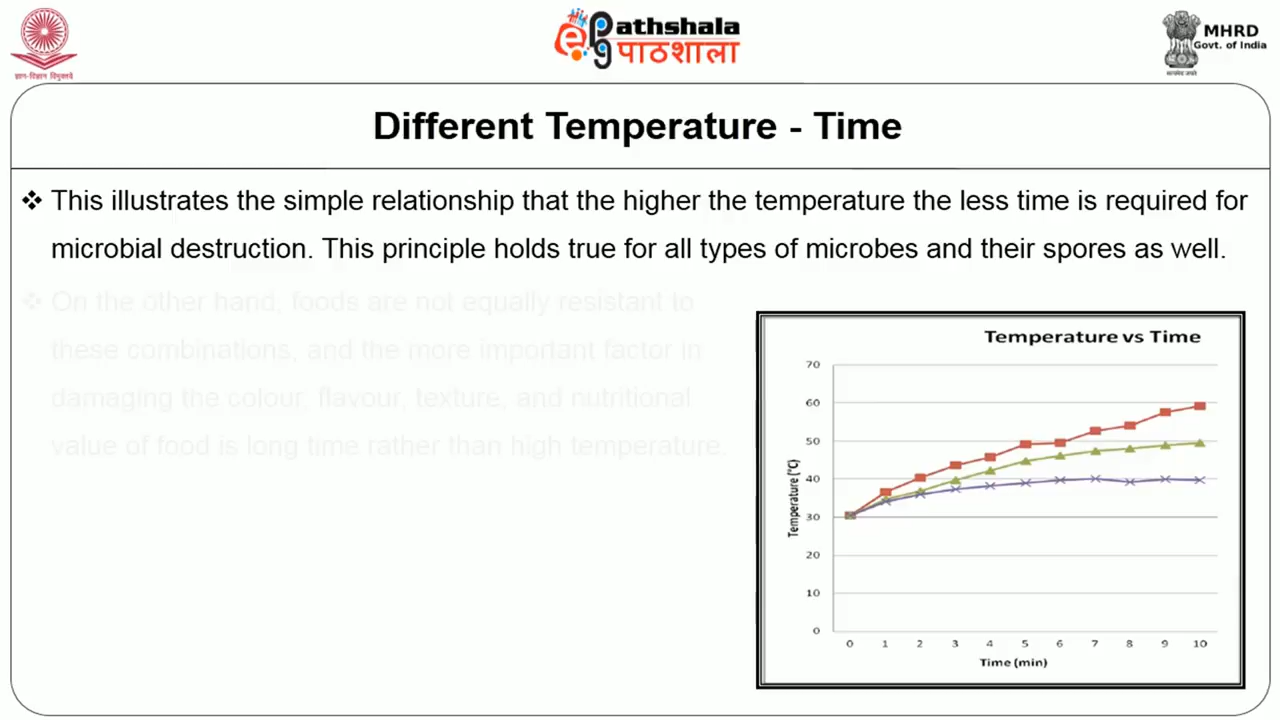 ज्ञान-विज्ञान विमुक्तये
ePathshala
पाठशाला
MHRD
Govt. of India
सत्यमेव जयते
Different Temperature - Time
❖ This illustrates the simple relationship that the higher the temperature the less time is required for
microbial destruction. This principle holds true for all types of microbes and their spores as well.
❖ On the other hand, foods are not equally resistant to
these combinations, and the more important factor in
damaging the colour, flavour, texture, and nutritional
value of food is long time rather than high temperature.
Temperature vs Time
70
60
50
40
30
20
10
0
Temperature (°C)
0 1 2 3 4 5 6 7 8 9 10
Time (min)